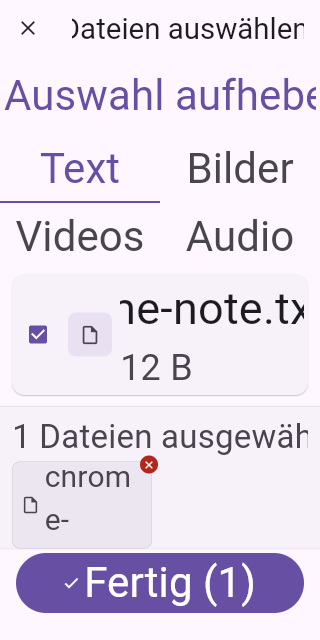 Dateien auswählen
Auswahl aufhebe
Text
Bilder
Videos
Audio
ne-note.tx
12 B
1 Dateien ausgewäh
chrom
e-
Fertig (1)